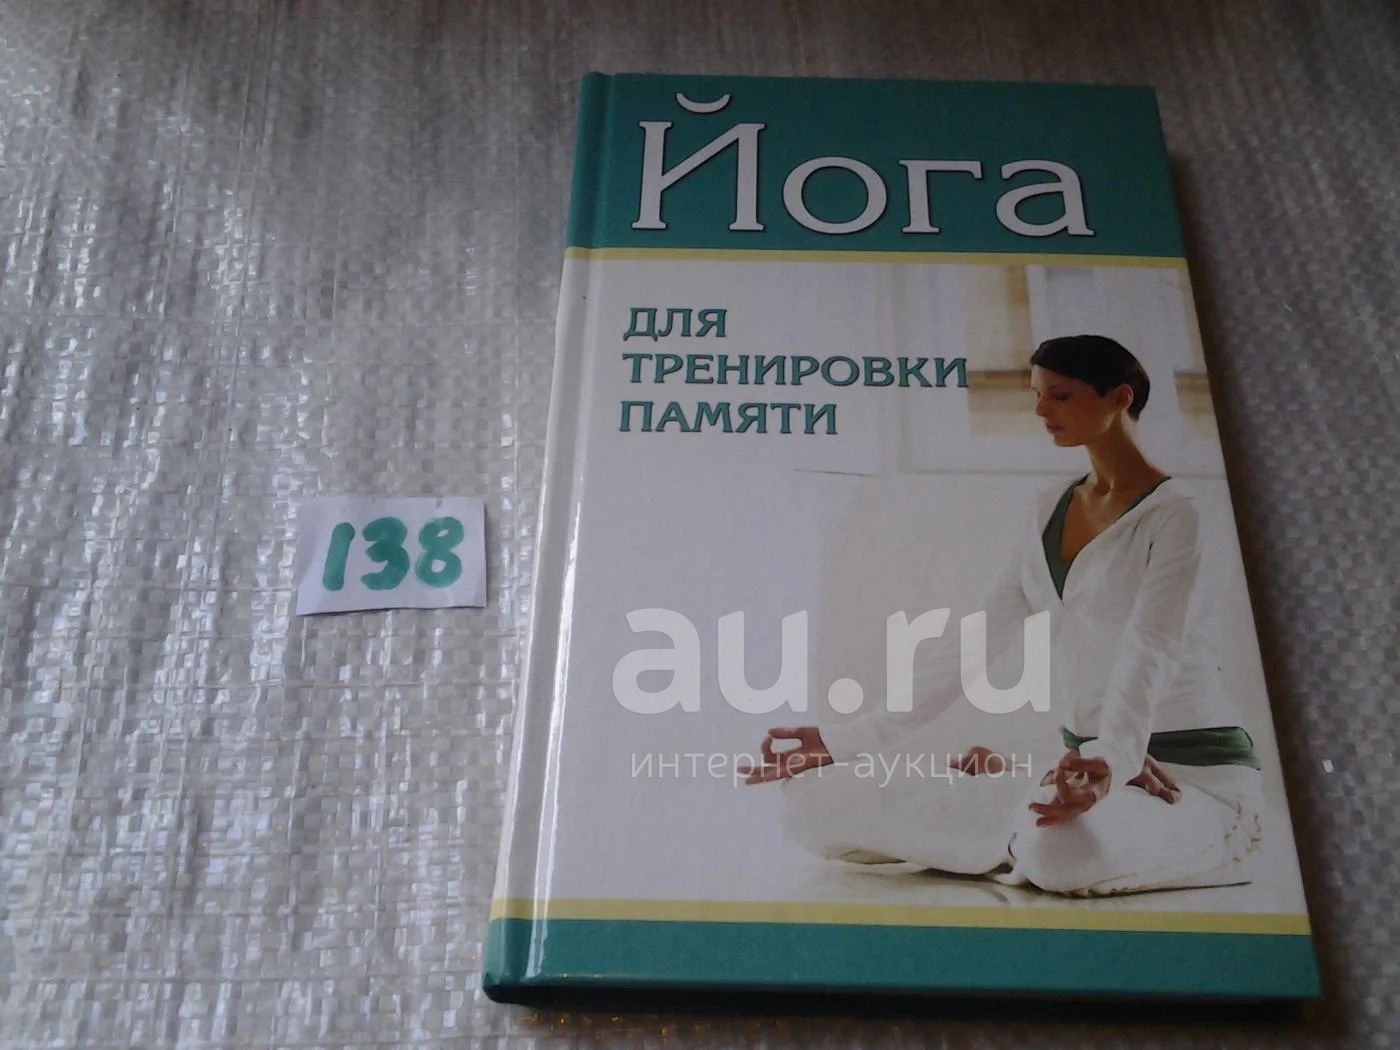 Йога
ДЛЯ
ТРЕНИРОВКИ
ПАМЯТИ
138
au.ru
интернет-аукцион